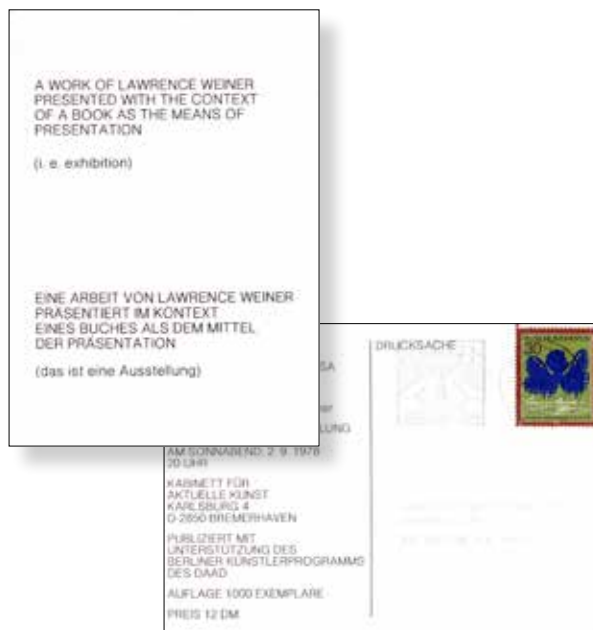 A WORK OF LAWRENCE WEINER
PRESENTED WITH THE CONTEXT
OF A BOOK AS THE MEANS OF
PRESENTATION
(i. e. exhibition)
EINE ARBEIT VON LAWRENCE WEINER
PRÄSENTIERT IM KONTEXT
EINES BUCHES ALS DEM MITTEL
DER PRÄSENTATION
(das ist eine Ausstellung)
AM SONNABEND, 2. 9. 1978
20 UHR
KABINETT FÜR
AKTUELLE KUNST
KARLSBURG 4
D-2850 BREMERHAVEN
PUBLIZIERT MIT
UNTERSTÜTZUNG DES
BERLINER KÜNSTLERPROGRAMMS
DES DAAD
AUFLAGE 1000 EXEMPLARE
PREIS 12 DM
DRUCKSACHE
30